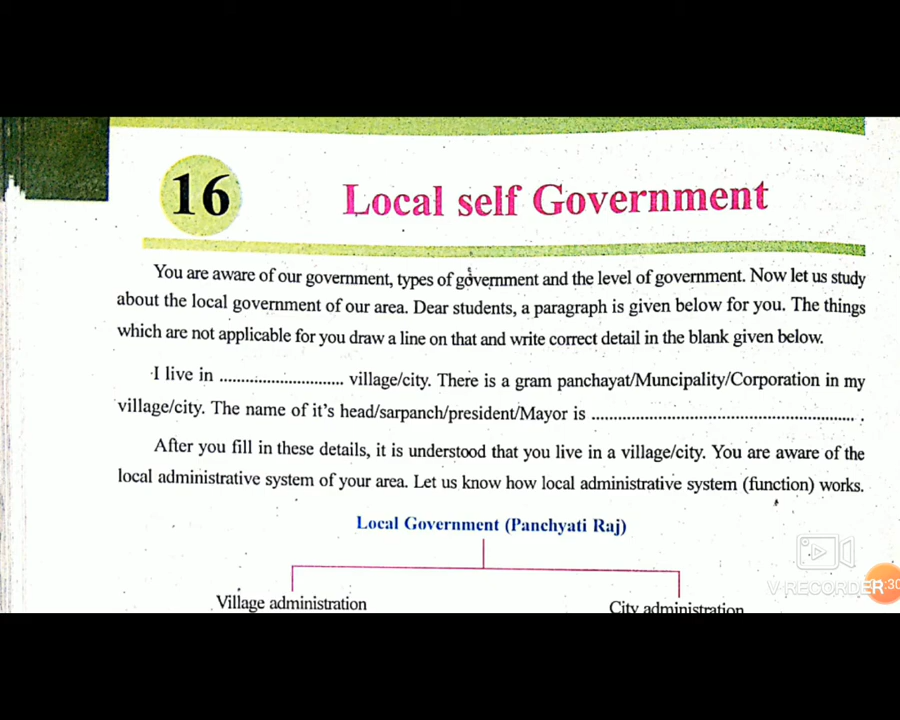 16
Local self Government
You are aware of our government, types of government and the level of government. Now let us study
about the local government of our area. Dear students, a paragraph is given below for you. The things
which are not applicable for you draw a line on that and write correct detail in the blank given below.
I live in ............................ village/city. There is a gram panchayat/Muncipality/Corporation in my
village/city. The name of it's head/sarpanch/president/Mayor is ............................................................ .
After you fill in these details, it is understood that you live in a village/city. You are aware of the
local administrative system of your area. Let us know how local administrative system (function) works.
Local Government (Panchyati Raj)
Village administration
City administration
V-RECORDER